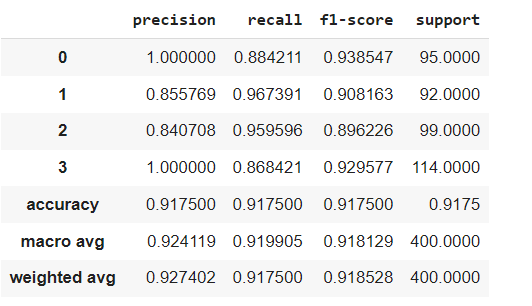 precision recall f1-score support
0 1.000000 0.884211 0.938547 95.0000
1 0.855769 0.967391 0.908163 92.0000
2 0.840708 0.959596 0.896226 99.0000
3 1.000000 0.868421 0.929577 114.0000
accuracy 0.917500 0.917500 0.917500 0.9175
macro avg 0.924119 0.919905 0.918129 400.0000
weighted avg 0.927402 0.917500 0.918528 400.0000